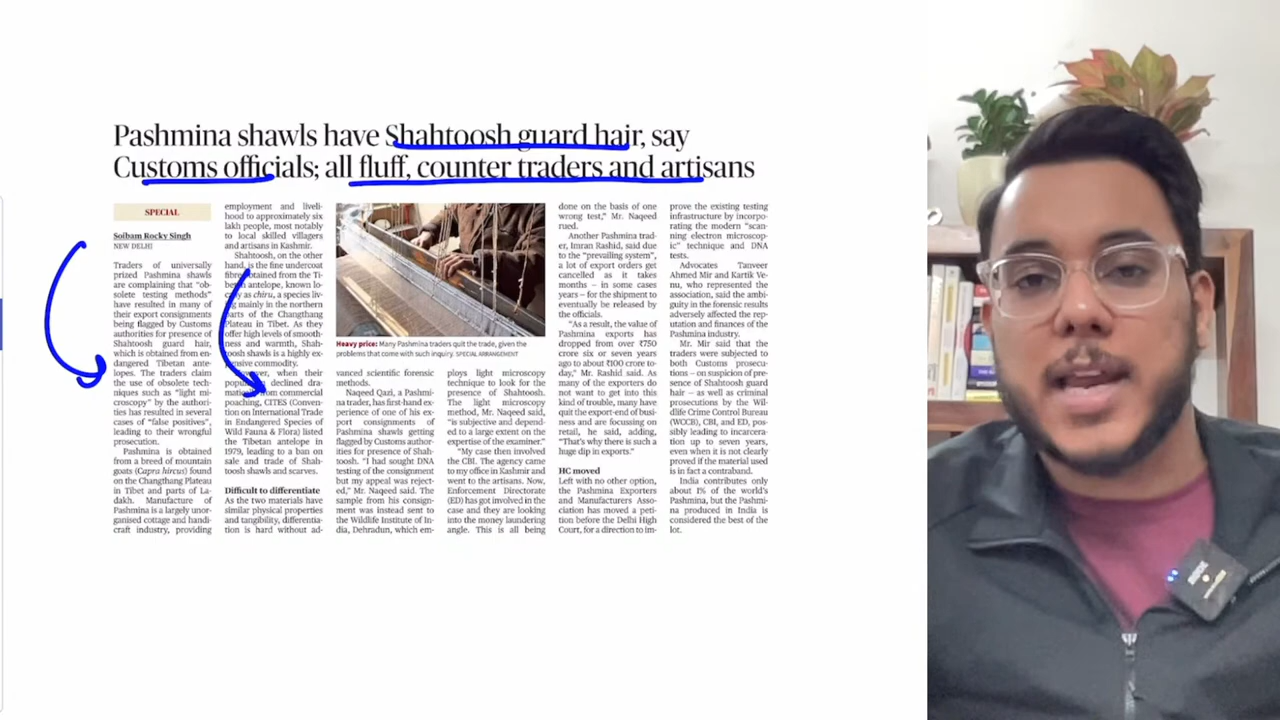 Pashmina shawls have Shahtoosh guard hair, say
Customs officials; all fluff, counter traders and artisans
SPECIAL
Soibam Rocky Singh
NEW DELHI
Traders of universally
prized Pashmina shawls
are complaining that “ob-
solete testing methods”
have resulted in many of
their export consignments
being flagged by Customs
authorities for presence of
Shahtoosh guard hair,
which is obtained from en-
dangered Tibetan ante-
lopes. The traders claim
the use of obsolete tech-
niques such as “light mi-
croscopy” by the authori-
ties has resulted in several
cases of “false positives”,
leading to their wrongful
prosecution.
Pashmina is obtained
from a breed of mountain
goats (Capra hircus) found
on the Changthang Plateau
in Tibet and parts of La-
dakh. Manufacture of
Pashmina is a largely unor-
ganised cottage and handi-
craft industry, providing
employment and liveli-
hood to approximately six
lakh people, most notably
to local skilled villagers
and artisans in Kashmir.
Shahtoosh, on the other
hand, is the fine undercoat
fibre obtained from the Ti-
betan antelope, known lo-
cally as chiru, a species liv-
ing mainly in the northern
parts of the Changthang
Plateau in Tibet. As they
offer high levels of smooth-
ness and warmth, Shah-
toosh shawls is a highly ex-
pensive commodity.
However, when their
population declined dra-
matically from commercial
poaching, CITES (Conven-
tion on International Trade
in Endangered Species of
Wild Fauna & Flora) listed
the Tibetan antelope in
1979, leading to a ban on
sale and trade of Shah-
toosh shawls and scarves.
Difficult to differentiate
As the two materials have
similar physical properties
and tangibility, differentia-
tion is hard without ad-
Heavy price: Many Pashmina traders quit the trade, given the
problems that come with such inquiry. SPECIAL ARRANGEMENT
vanced scientific forensic
methods.
Naqeed Qazi, a Pashmi-
na trader, has first-hand ex-
perience of one of his ex-
port consignments of
Pashmina shawls getting
flagged by Customs author-
ities for presence of Shah-
toosh. “I had sought DNA
testing of the consignment
but my appeal was reject-
ed,” Mr. Naqeed said. The
sample from his consign-
ment was instead sent to
the Wildlife Institute of In-
dia, Dehradun, which em-
ploys light microscopy
technique to look for the
presence of Shahtoosh.
The light microscopy
method, Mr. Naqeed said,
“is subjective and depend-
ed to a large extent on the
expertise of the examiner.”
“My case then involved
the CBI. The agency came
to my office in Kashmir and
went to the artisans. Now,
Enforcement Directorate
(ED) has got involved in the
case and they are looking
into the money laundering
angle. This is all being
done on the basis of one
wrong test,” Mr. Naqeed
rued.
Another Pashmina trad-
er, Imran Rashid, said due
to the “prevailing system”,
a lot of export orders get
cancelled as it takes
months – in some cases
years – for the shipment to
eventually be released by
the officials.
“As a result, the value of
Pashmina exports has
dropped from over ₹750
crore six or seven years
ago to about ₹100 crore to-
day,” Mr. Rashid said. As
many of the exporters do
not want to get into this
kind of trouble, many have
quit the export-end of busi-
ness and are focussing on
retail, he said, adding,
“That’s why there is such a
huge dip in exports.”
HC moved
Left with no other option,
the Pashmina Exporters
and Manufacturers Asso-
ciation has moved a peti-
tion before the Delhi High
Court, for a direction to im-
prove the existing testing
infrastructure by incorpo-
rating the modern “scan-
ning electron microscop-
ic” technique and DNA
tests.
Advocates Tanveer
Ahmed Mir and Kartik Ve-
nu, who represented the
association, said the ambi-
guity in the forensic results
adversely affected the re-
putation and finances of
the Pashmina industry.
Mr. Mir said that the
traders were subjected to
both Customs prosecu-
tions – on suspicion of pre-
sence of Shahtoosh guard
hair – as well as criminal
prosecutions by the Wil-
dlife Crime Control Bureau
(WCCB), CBI, and ED, pos-
sibly leading to incarcera-
tion up to seven years,
even when it is not clearly
proved if the material used
is in fact a contraband.
India contributes only
about 1% of the world’s
Pashmina, but the Pashmi-
na produced in India is
considered the best of the
lot.